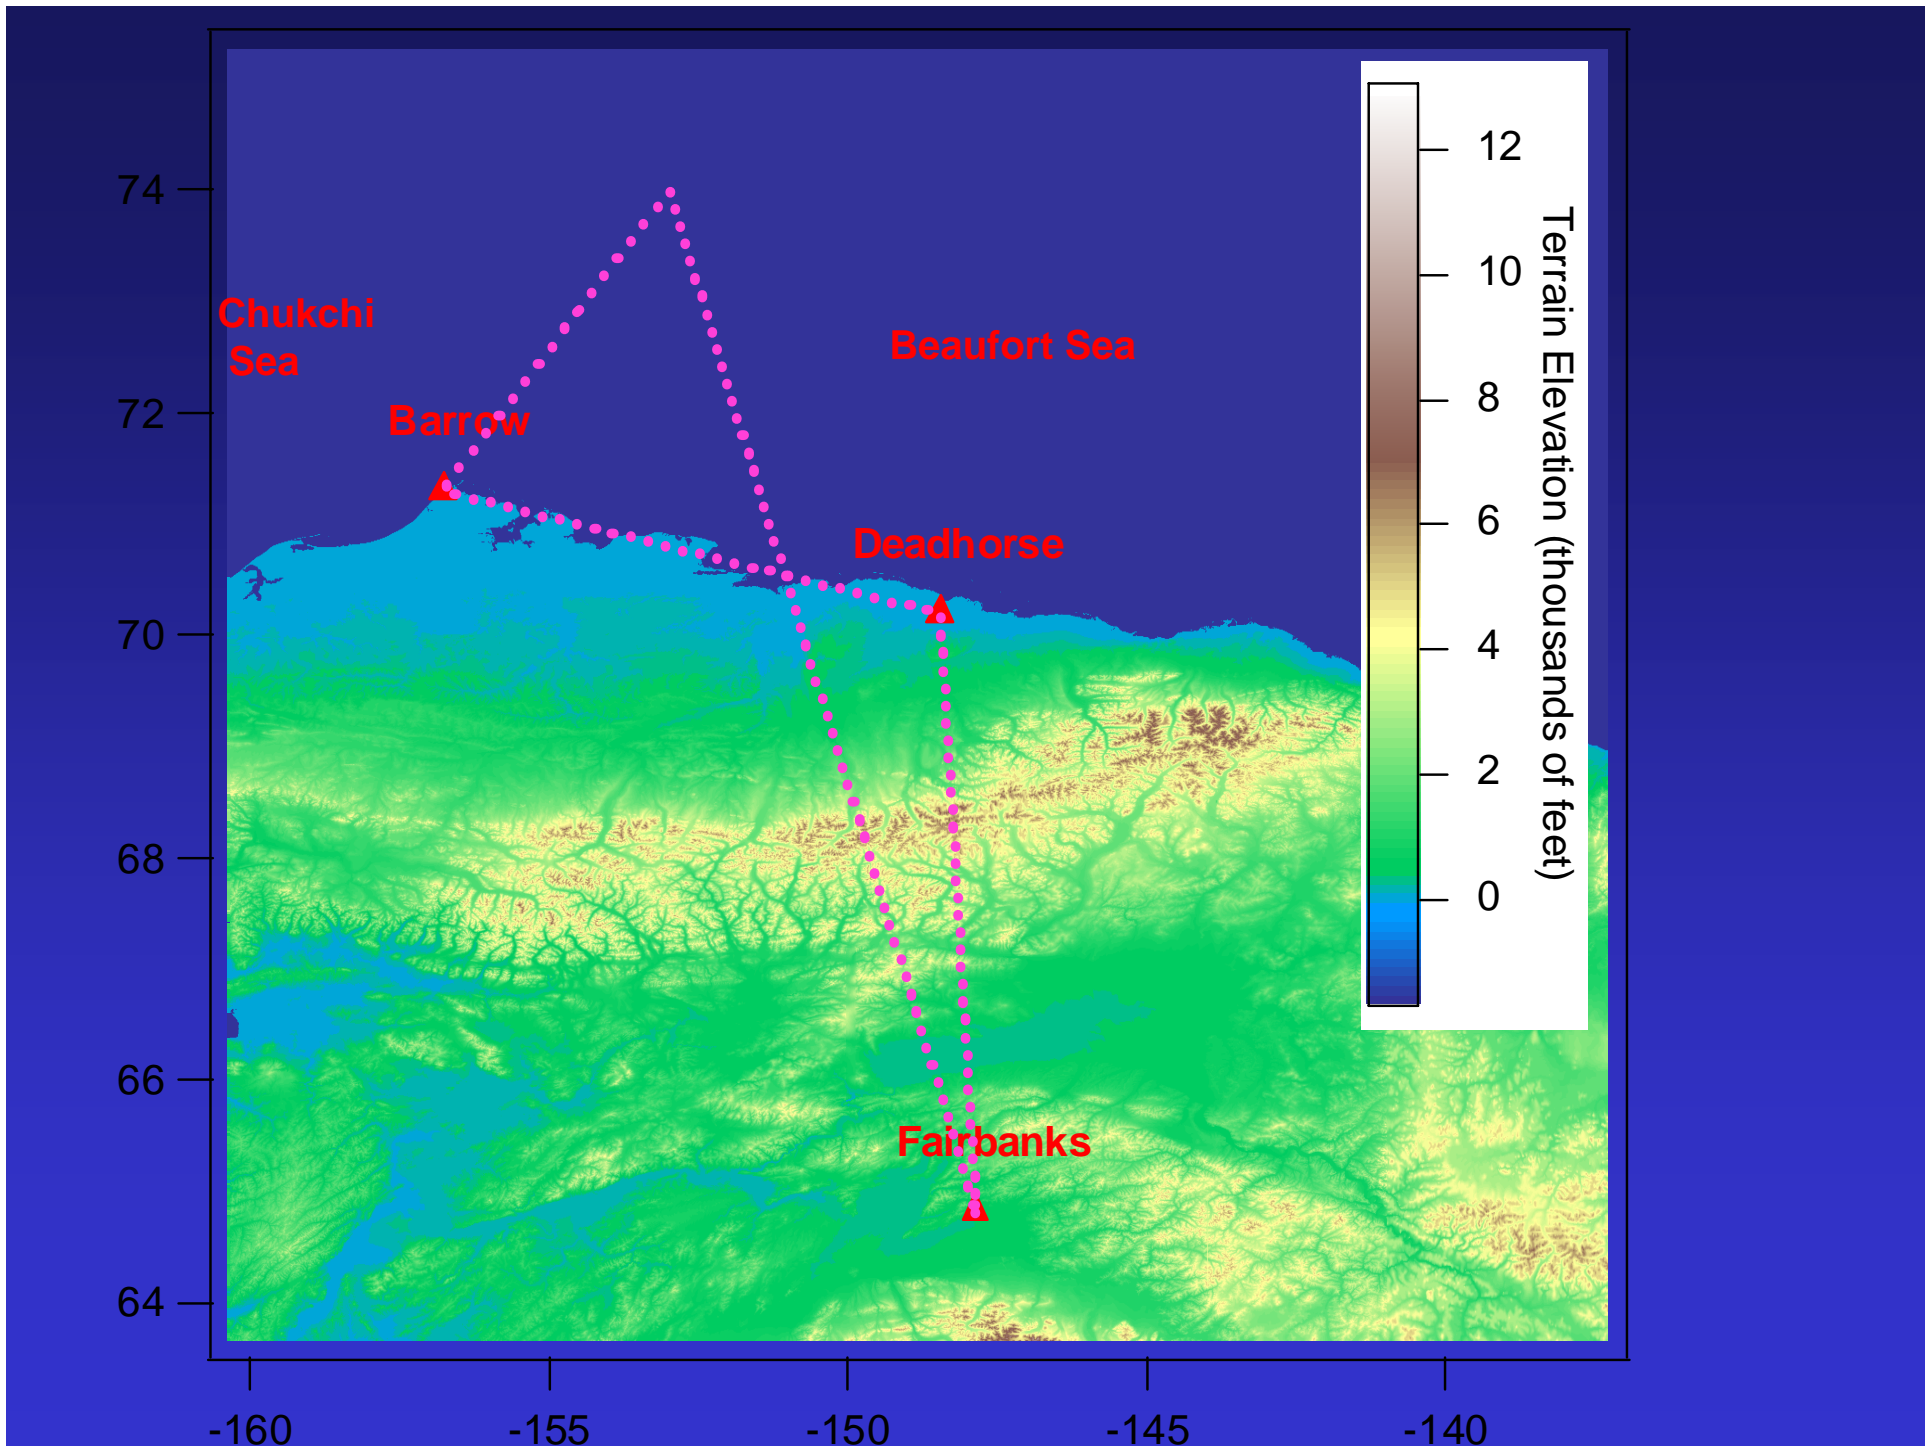 12
74
Terrain Elevation (thousands of feet)
10
Chukchi
Sea
Beaufort Sea
8
72
Barrow
6
Deadhorse
70
4
2
68
0
66
Fairbanks
64
-160
-155
-150
-145
-140